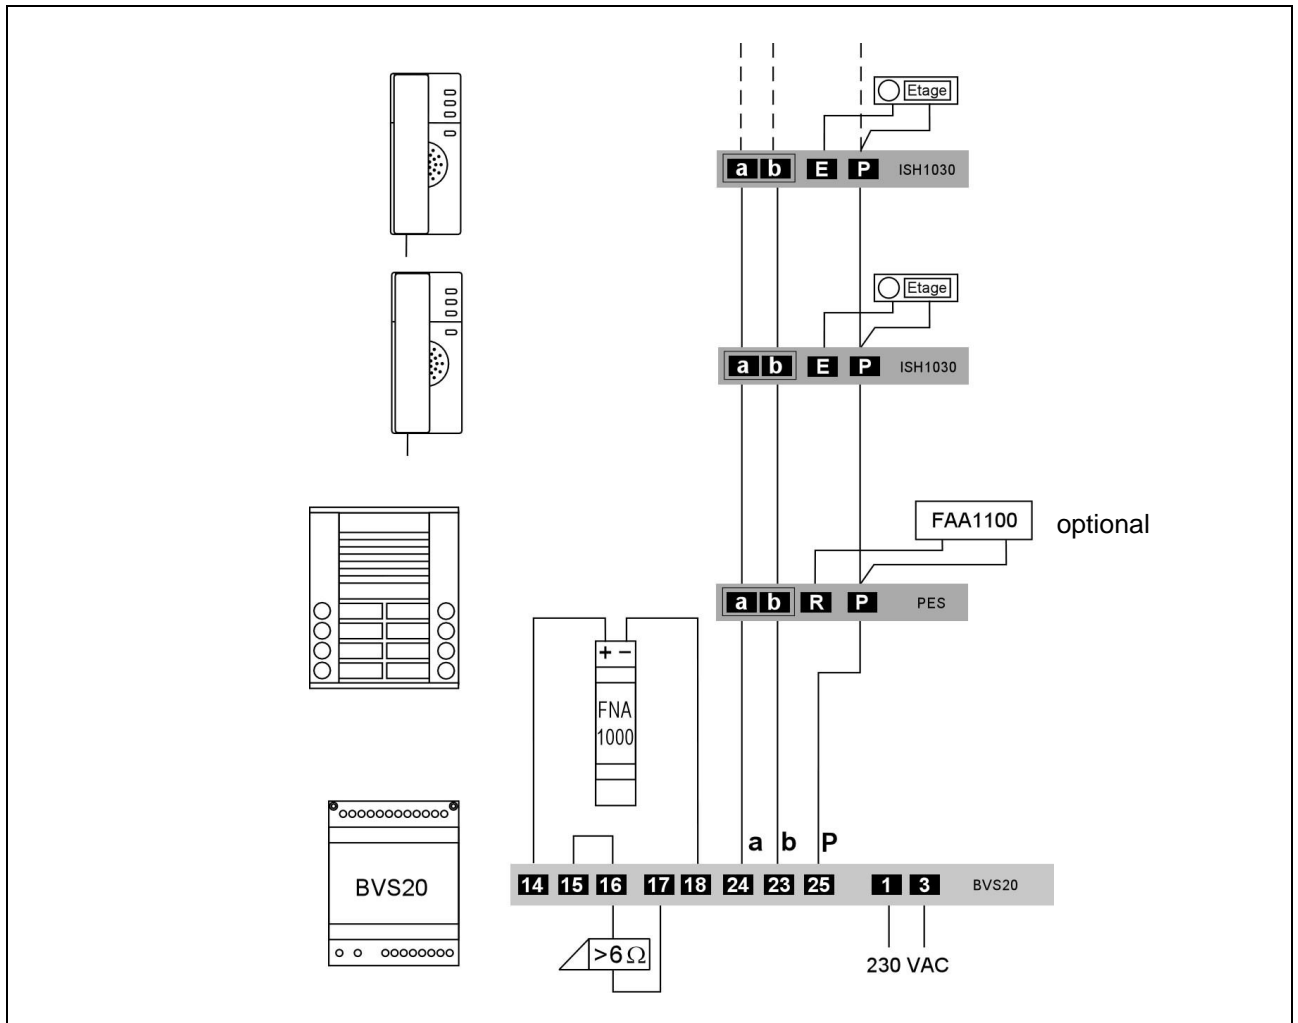 Etage
a b E P ISH1030
Etage
a b E P ISH1030
FAA1100 optional
a b R P PES
+ −
FNA
1000
a b P
BVS20
14 15 16 17 18 24 23 25 1 3 BVS20
>6 Ω
230 VAC